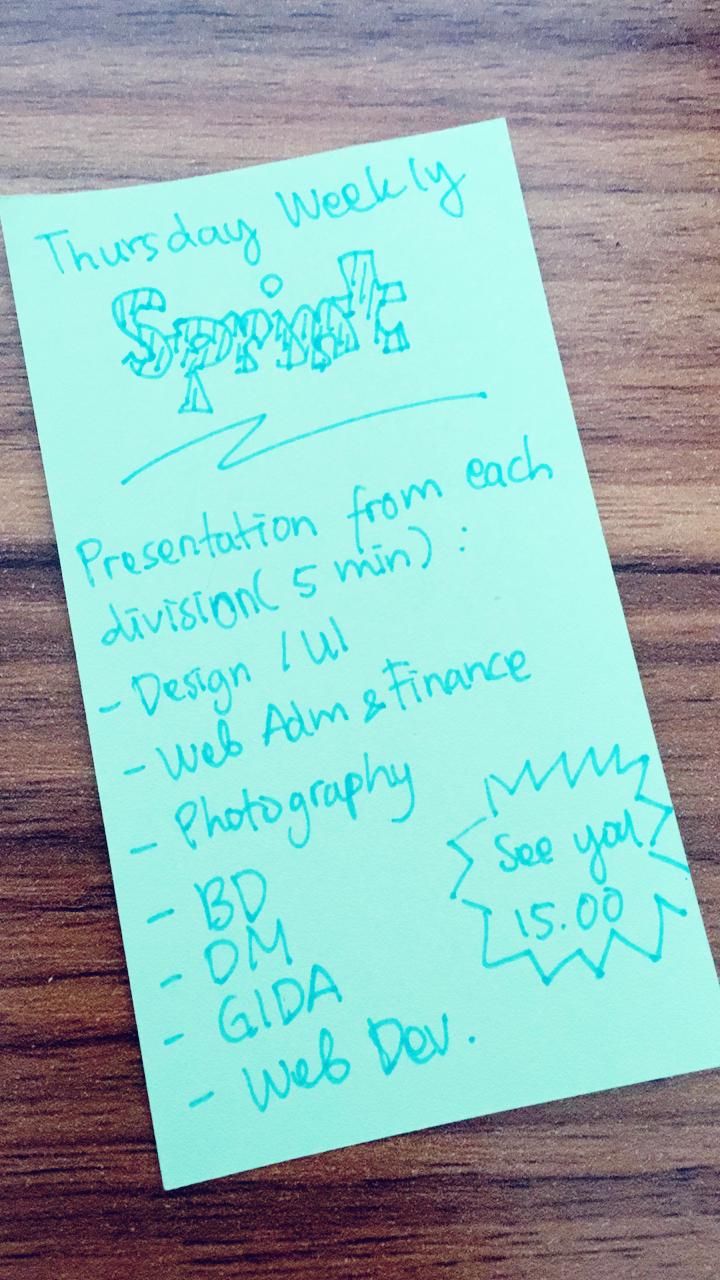 Thursday Weekly
Sprint
Presentation from each
division( 5 min) :
- Design / UI
- Web Adm & Finance
- Photography
- BD
- DM
- GIDA
- Web Dev.
See you
15.00